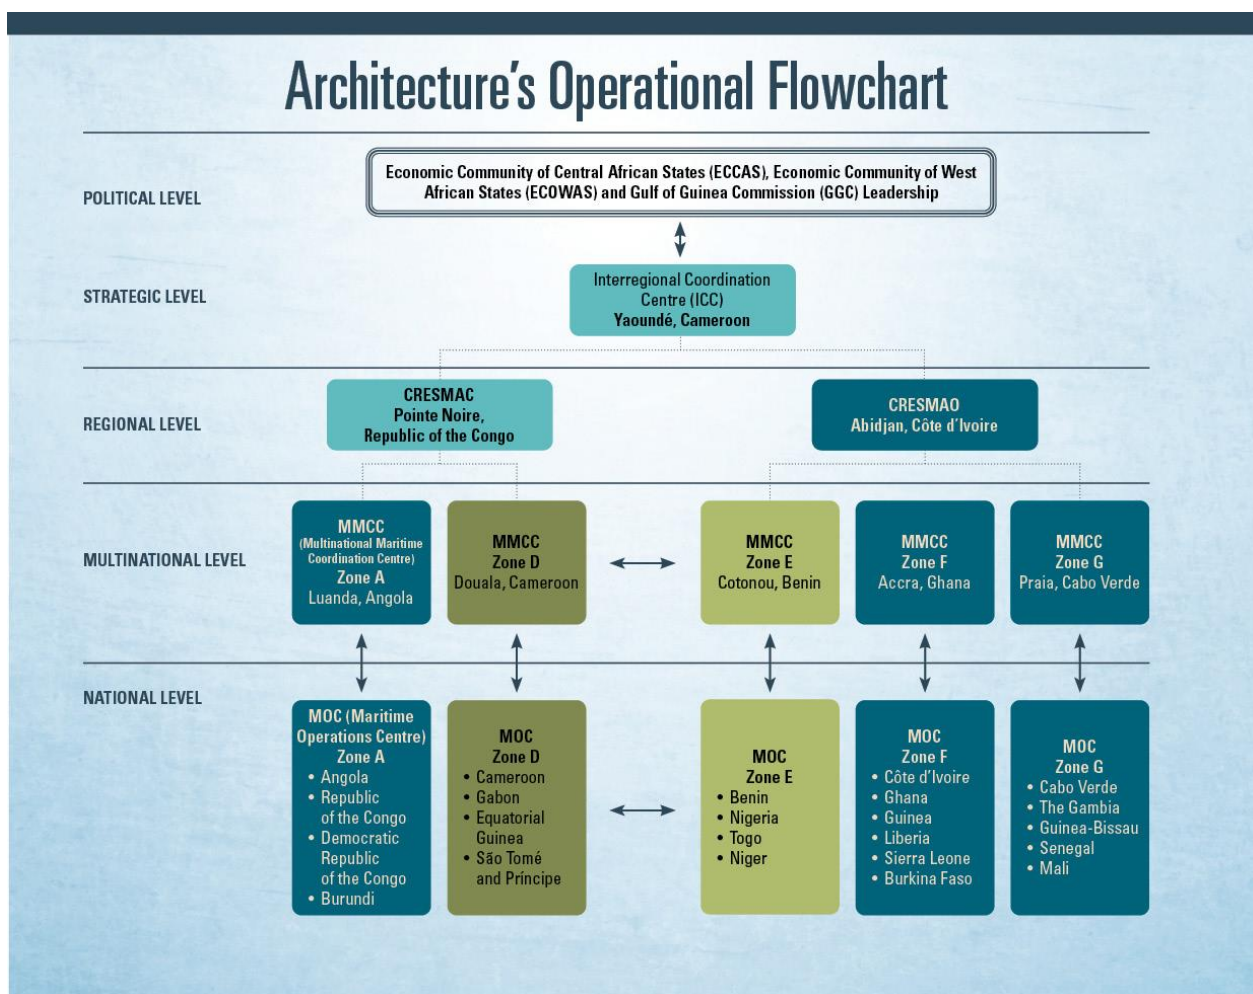 Architecture's Operational Flowchart
POLITICAL LEVEL
Economic Community of Central African States (ECCAS), Economic Community of West
African States (ECOWAS) and Gulf of Guinea Commission (GGC) Leadership
STRATEGIC LEVEL
Interregional Coordination
Centre (ICC)
Yaoundé, Cameroon
REGIONAL LEVEL
CRESMAC
Pointe Noire,
Republic of the Congo
CRESMAO
Abidjan, Côte d'Ivoire
MULTINATIONAL LEVEL
MMCC
(Multinational Maritime
Coordination Centre)
Zone A
Luanda, Angola
MMCC
Zone D
Douala, Cameroon
MMCC
Zone E
Cotonou, Benin
MMCC
Zone F
Accra, Ghana
MMCC
Zone G
Praia, Cabo Verde
NATIONAL LEVEL
MOC (Maritime
Operations Centre)
Zone A
• Angola
• Republic
of the Congo
• Democratic
Republic
of the Congo
• Burundi
MOC
Zone D
• Cameroon
• Gabon
• Equatorial
Guinea
• São Tomé
and Príncipe
MOC
Zone E
• Benin
• Nigeria
• Togo
• Niger
MOC
Zone F
• Côte d'Ivoire
• Ghana
• Guinea
• Liberia
• Sierra Leone
• Burkina Faso
MOC
Zone G
• Cabo Verde
• The Gambia
• Guinea-Bissau
• Senegal
• Mali